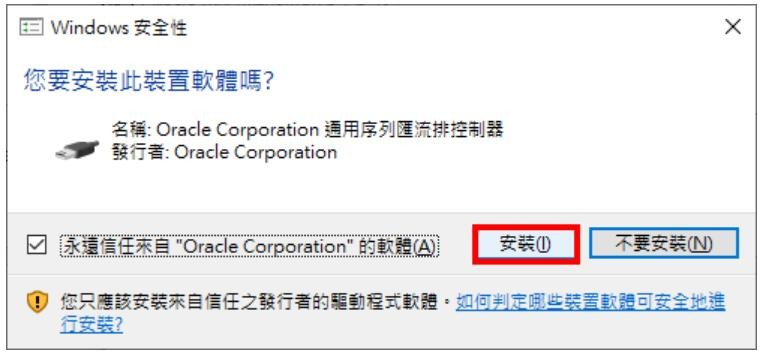 Windows 安全性
您要安裝此裝置軟體嗎?
名稱: Oracle Corporation 通用序列匯流排控制器
發行者: Oracle Corporation
永遠信任來自 "Oracle Corporation" 的軟體(A)
安裝(I)
不要安裝(N)
您只應該安裝來自信任之發行者的驅動程式軟體。如何判定哪些裝置軟體可安全地進
行安裝?